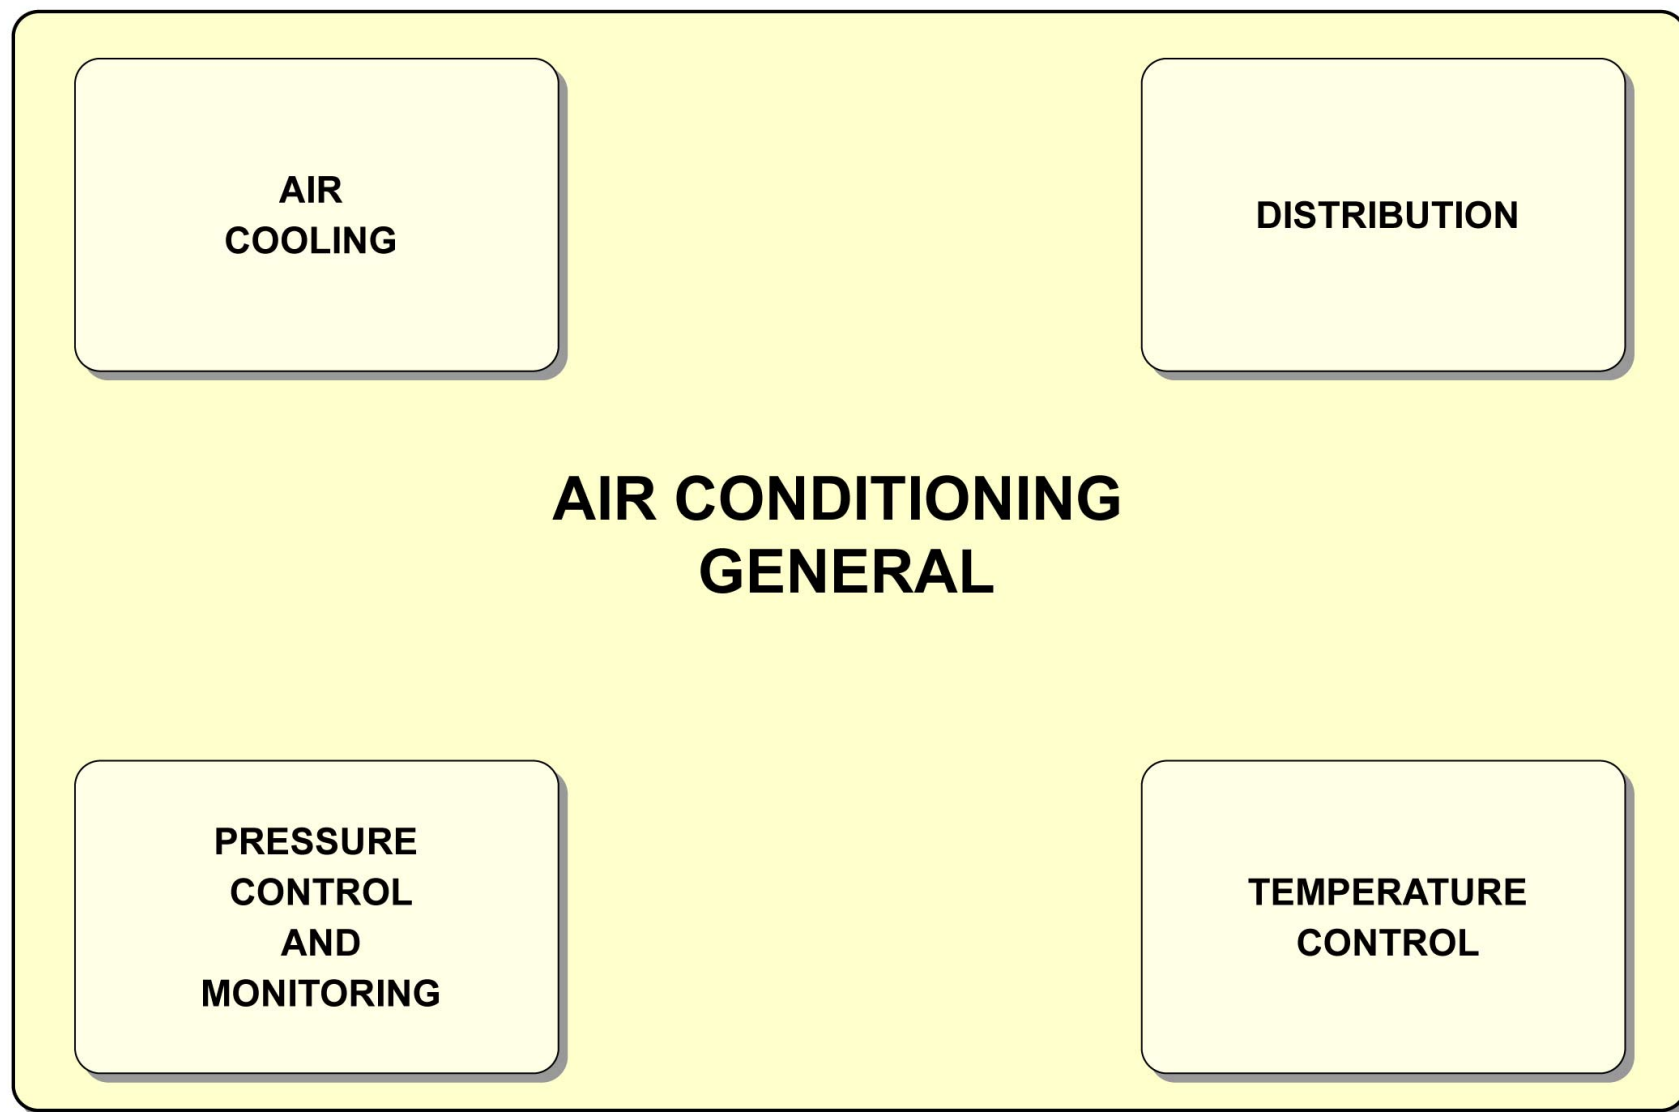 AIR
COOLING
DISTRIBUTION
AIR CONDITIONING
GENERAL
PRESSURE
CONTROL
AND
MONITORING
TEMPERATURE
CONTROL